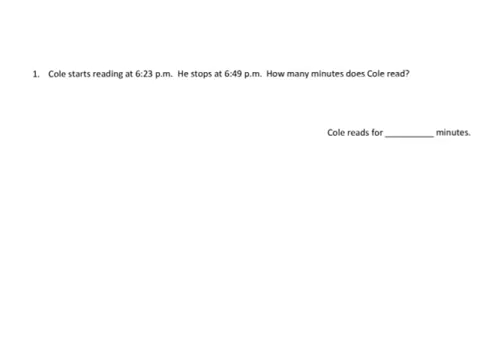 1. Cole starts reading at 6:23 p.m. He stops at 6:49 p.m. How many minutes does Cole read?
Cole reads for __________ minutes.